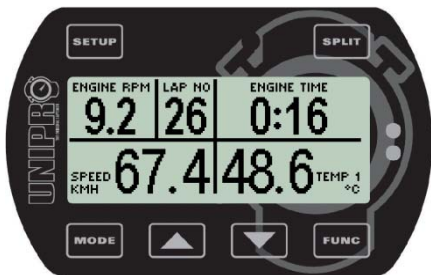 SETUP
SPLIT
ENGINE RPM LAP NO ENGINE TIME
9.2 26 0:16
SPEED KMH 67.4 48.6 TEMP 1 °C
UNIPRO
MODE
FUNC